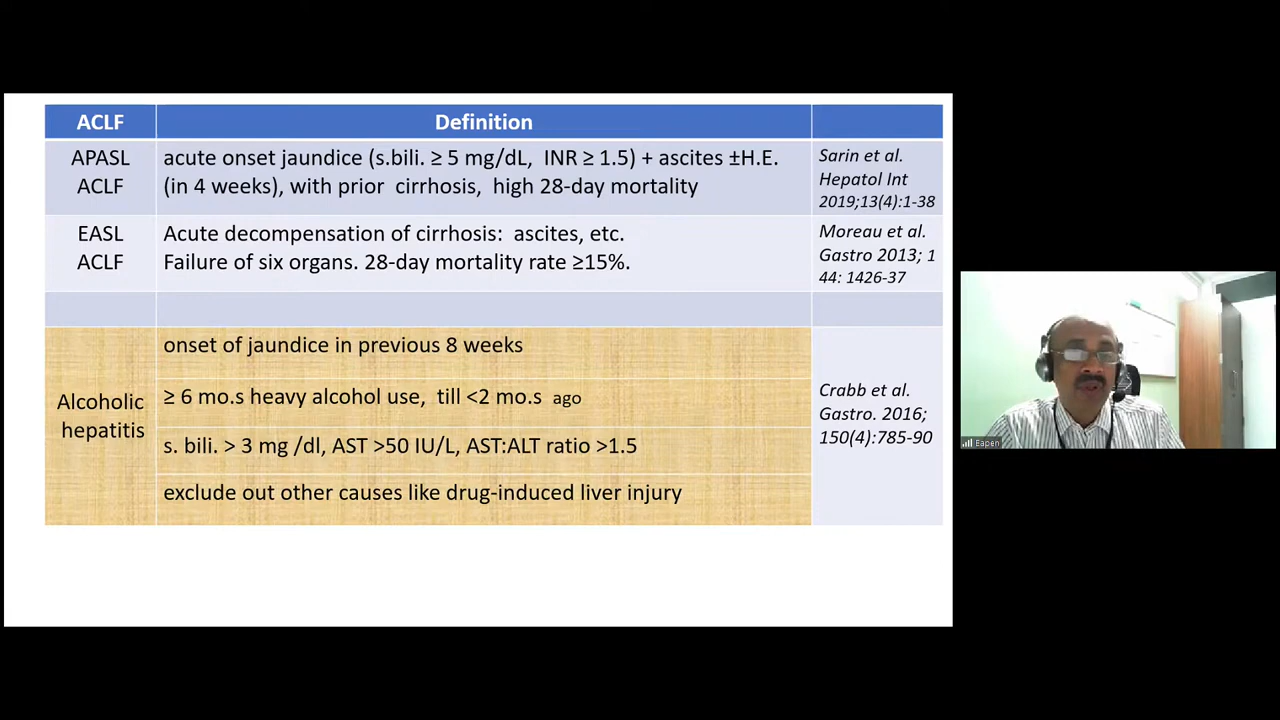 ACLF
Definition
APASL
ACLF
acute onset jaundice (s.bili. ≥ 5 mg/dL, INR ≥ 1.5) + ascites ±H.E.
(in 4 weeks), with prior cirrhosis, high 28-day mortality
Sarin et al.
Hepatol Int
2019;13(4):1-38
EASL
ACLF
Acute decompensation of cirrhosis: ascites, etc.
Failure of six organs. 28-day mortality rate ≥15%.
Moreau et al.
Gastro 2013; 1
44: 1426-37
Alcoholic
hepatitis
onset of jaundice in previous 8 weeks
≥ 6 mo.s heavy alcohol use, till <2 mo.s ago
s. bili. > 3 mg /dl, AST >50 IU/L, AST:ALT ratio >1.5
exclude out other causes like drug-induced liver injury
Crabb et al.
Gastro. 2016;
150(4):785-90
Eapen